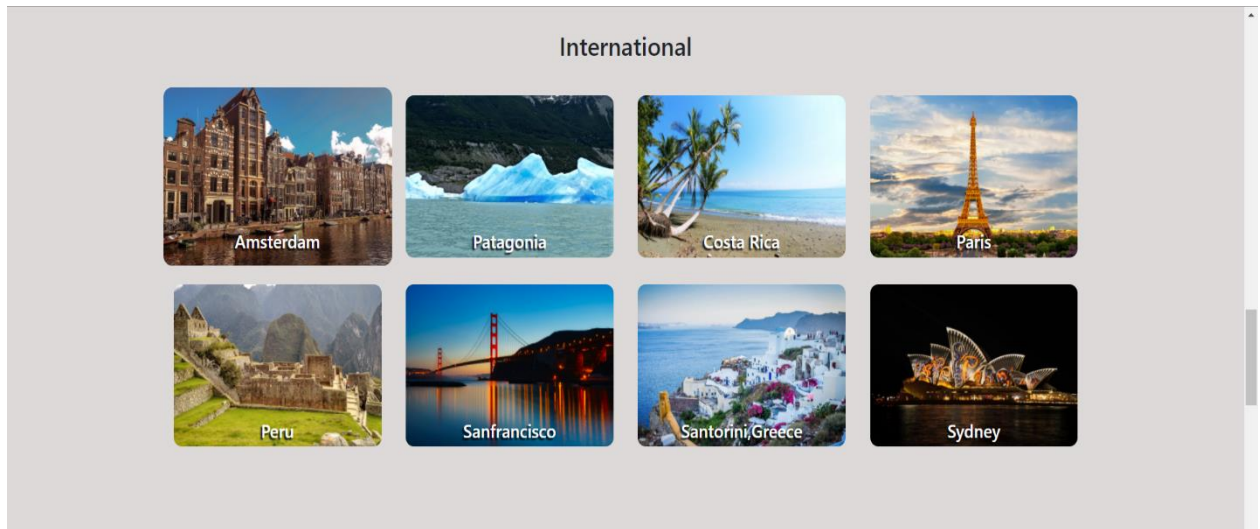 International
Amsterdam
Patagonia
Costa Rica
Paris
Peru
Sanfrancisco
Santorini,Greece
Sydney